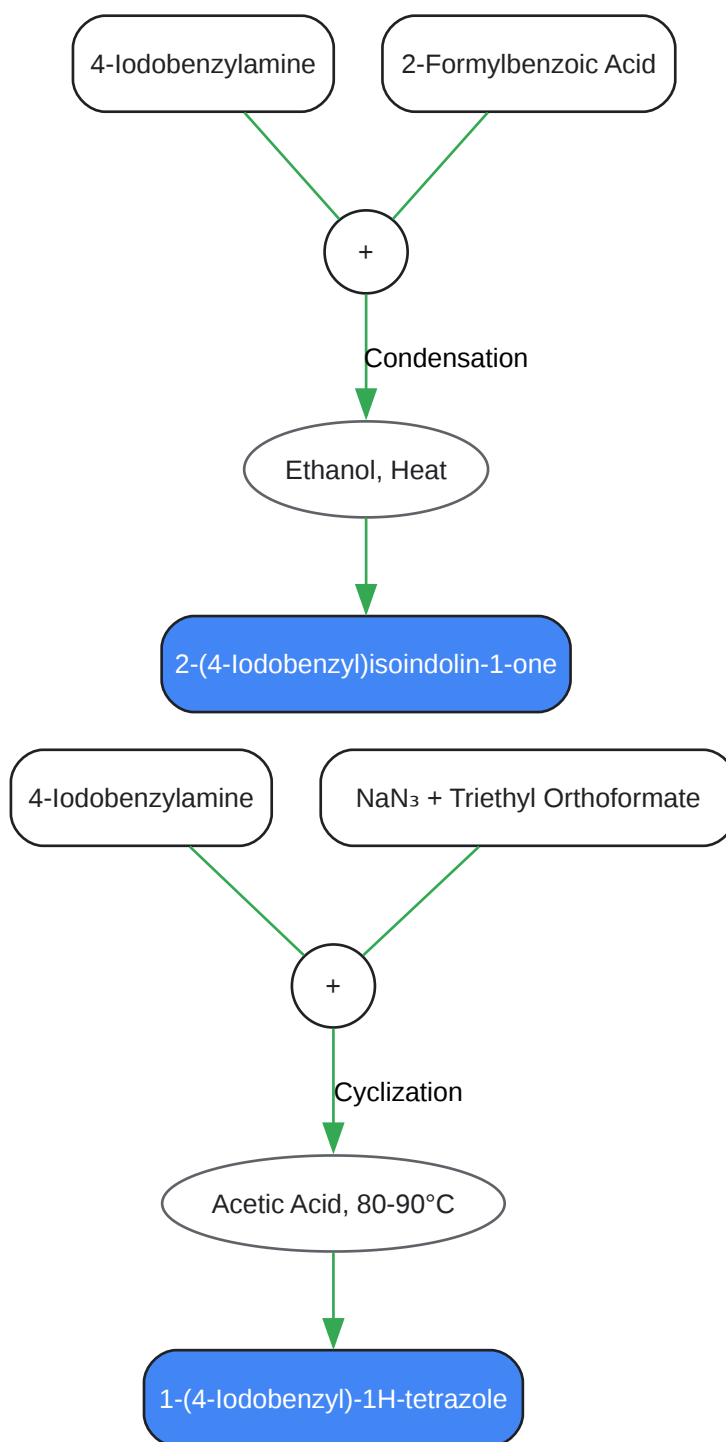 4-Iodobenzylamine
2-Formylbenzoic Acid
+
Condensation
Ethanol, Heat
2-(4-Iodobenzyl)isoindolin-1-one
4-Iodobenzylamine
NaN₃ + Triethyl Orthoformate
+
Cyclization
Acetic Acid, 80-90°C
1-(4-Iodobenzyl)-1H-tetrazole